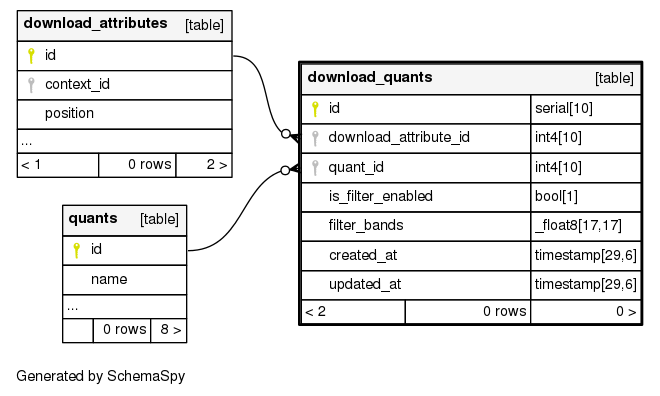 download_attributes [table]
id
context_id
position
...
< 1 0 rows 2 >
quants [table]
id
name
...
0 rows 8 >
download_quants [table]
id serial[10]
download_attribute_id int4[10]
quant_id int4[10]
is_filter_enabled bool[1]
filter_bands _float8[17,17]
created_at timestamp[29,6]
updated_at timestamp[29,6]
< 2 0 rows 0 >
Generated by SchemaSpy